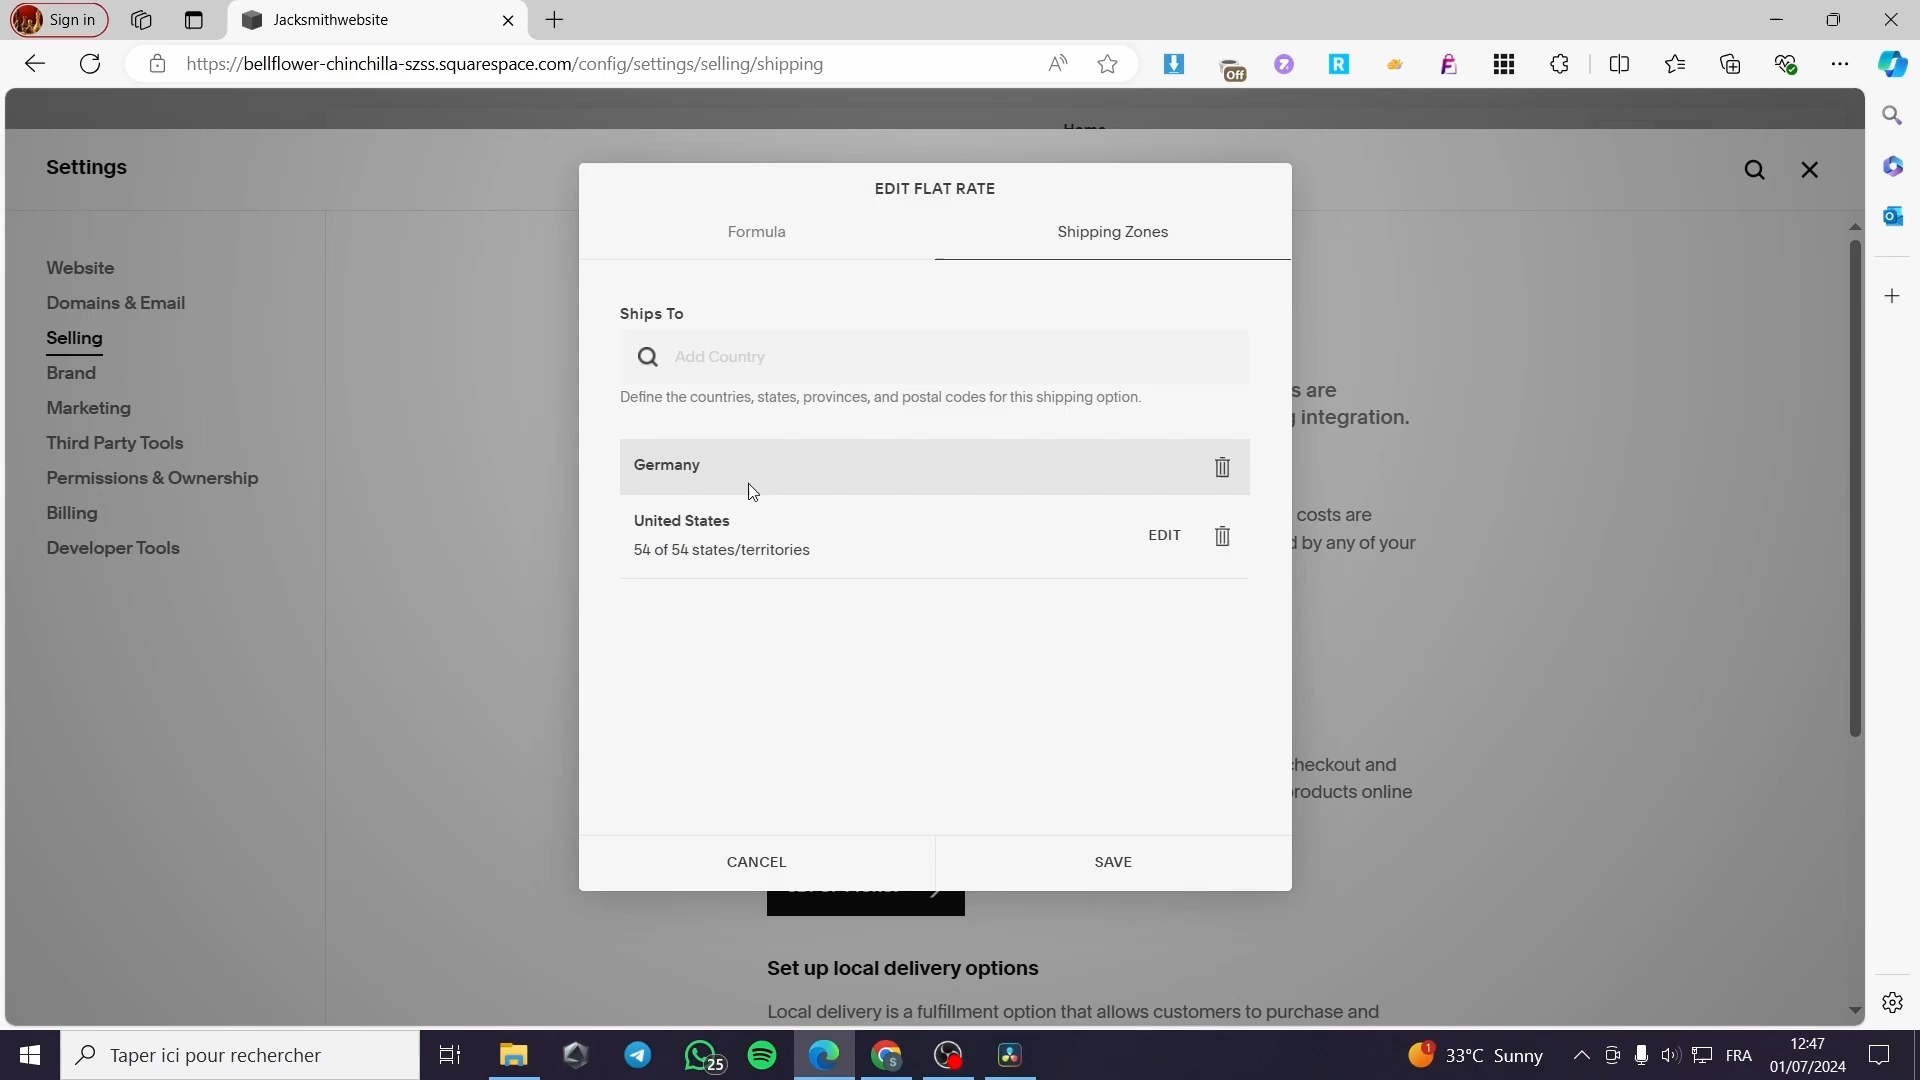 Sign in
Jacksmithwebsite
https://bellflower-chinchilla-szss.squarespace.com/config/settings/selling/shipping
Off
Home
Settings
Website
Domains & Email
Selling
Brand
Marketing
Third Party Tools
Permissions & Ownership
Billing
Developer Tools
EDIT FLAT RATE
Formula
Shipping Zones
Ships To
Add Country
Define the countries, states, provinces, and postal codes for this shipping option.
Germany
United States
54 of 54 states/territories
EDIT
CANCEL
SAVE
s are
integration.
costs are
d by any of your
checkout and
products online
Set up local delivery options
Local delivery is a fulfillment option that allows customers to purchase and
Taper ici pour rechercher
25
1
33°C Sunny
FRA
12:47
01/07/2024